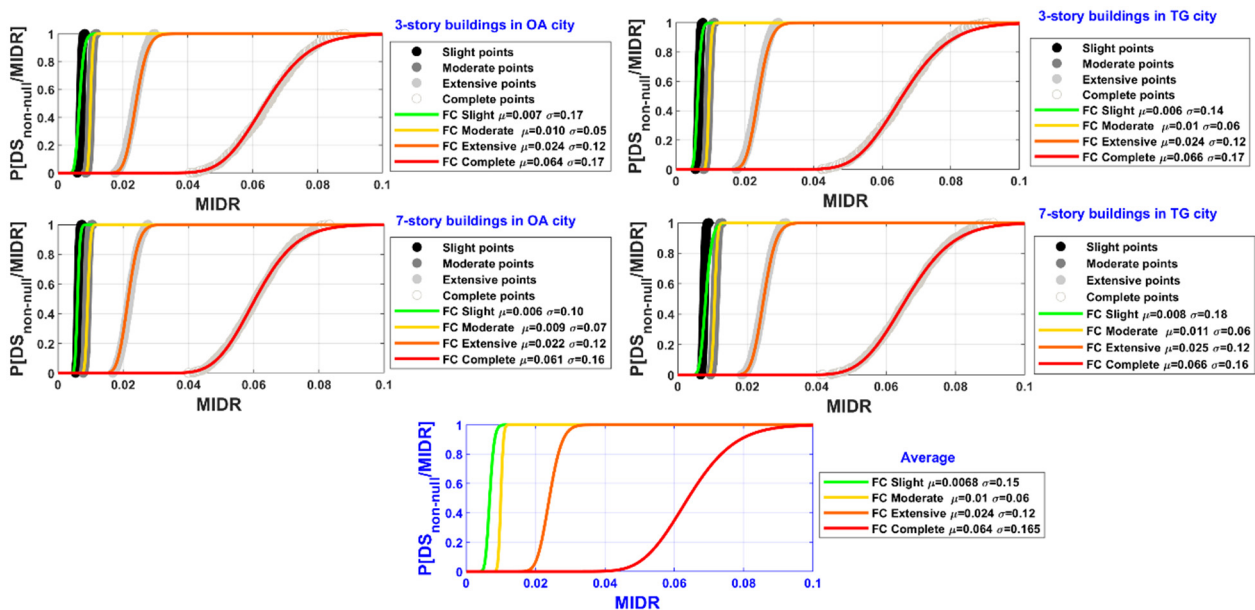 3-story buildings in OA city
P[DS_non-null/MIDR]
1
0.8
0.6
0.4
0.2
0
0 0.02 0.04 0.06 0.08 0.1
MIDR
Slight points
Moderate points
Extensive points
Complete points
FC Slight μ=0.007 σ=0.17
FC Moderate μ=0.010 σ=0.05
FC Extensive μ=0.024 σ=0.12
FC Complete μ=0.064 σ=0.17
3-story buildings in TG city
P[DS_non-null/MIDR]
1
0.8
0.6
0.4
0.2
0
0 0.02 0.04 0.06 0.08 0.1
MIDR
Slight points
Moderate points
Extensive points
Complete points
FC Slight μ=0.006 σ=0.14
FC Moderate μ=0.01 σ=0.06
FC Extensive μ=0.024 σ=0.12
FC Complete μ=0.066 σ=0.17
7-story buildings in OA city
P[DS_non-null/MIDR]
1
0.8
0.6
0.4
0.2
0
0 0.02 0.04 0.06 0.08 0.1
MIDR
Slight points
Moderate points
Extensive points
Complete points
FC Slight μ=0.006 σ=0.10
FC Moderate μ=0.009 σ=0.07
FC Extensive μ=0.022 σ=0.12
FC Complete μ=0.061 σ=0.16
7-story buildings in TG city
P[DS_non-null/MIDR]
1
0.8
0.6
0.4
0.2
0
0 0.02 0.04 0.06 0.08 0.1
MIDR
Slight points
Moderate points
Extensive points
Complete points
FC Slight μ=0.008 σ=0.18
FC Moderate μ=0.011 σ=0.06
FC Extensive μ=0.025 σ=0.12
FC Complete μ=0.066 σ=0.16
Average
P[DS_non-null/MIDR]
1
0.8
0.6
0.4
0.2
0
0 0.02 0.04 0.06 0.08 0.1
MIDR
FC Slight μ=0.0068 σ=0.15
FC Moderate μ=0.01 σ=0.06
FC Extensive μ=0.024 σ=0.12
FC Complete μ=0.064 σ=0.165